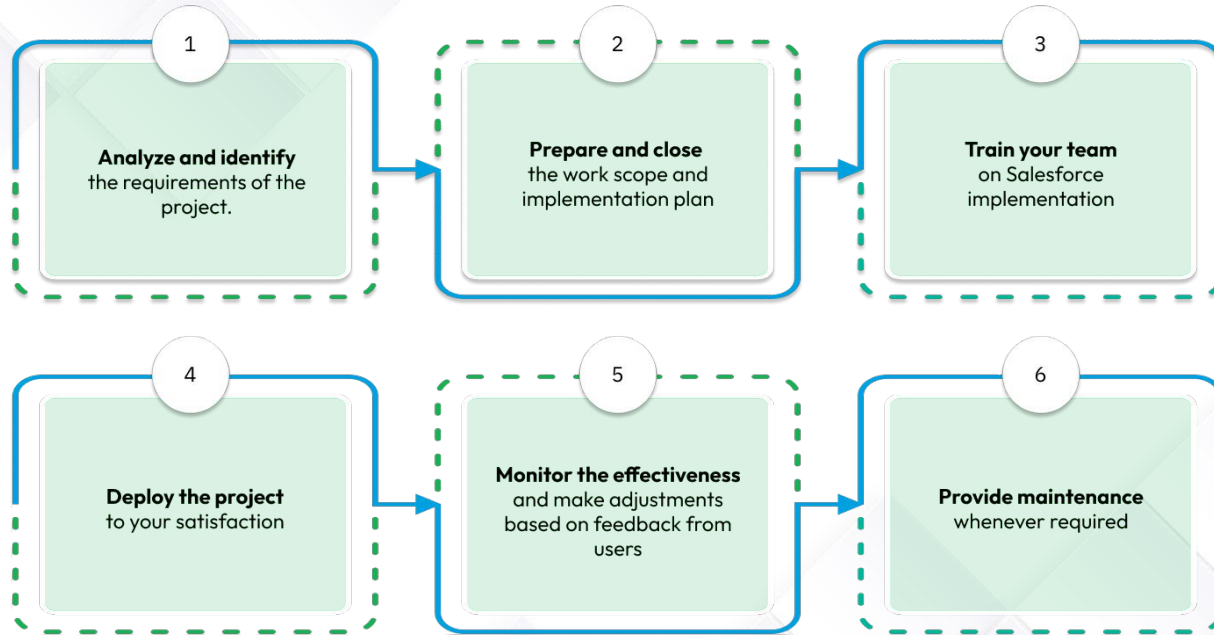 1
Analyze and identify
the requirements of the
project.
2
Prepare and close
the work scope and
implementation plan
3
Train your team
on Salesforce
implementation
4
Deploy the project
to your satisfaction
5
Monitor the effectiveness
and make adjustments
based on feedback from
users
6
Provide maintenance
whenever required